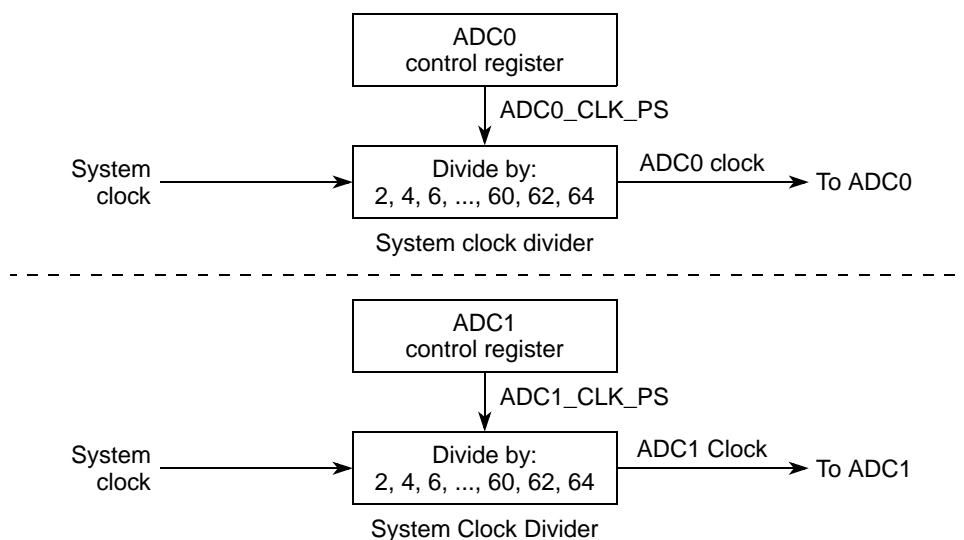 ADC0
control register
ADC0_CLK_PS
System
clock
Divide by:
2, 4, 6, ..., 60, 62, 64
ADC0 clock
To ADC0
System clock divider
ADC1
control register
ADC1_CLK_PS
System
clock
Divide by:
2, 4, 6, ..., 60, 62, 64
ADC1 Clock
To ADC1
System Clock Divider